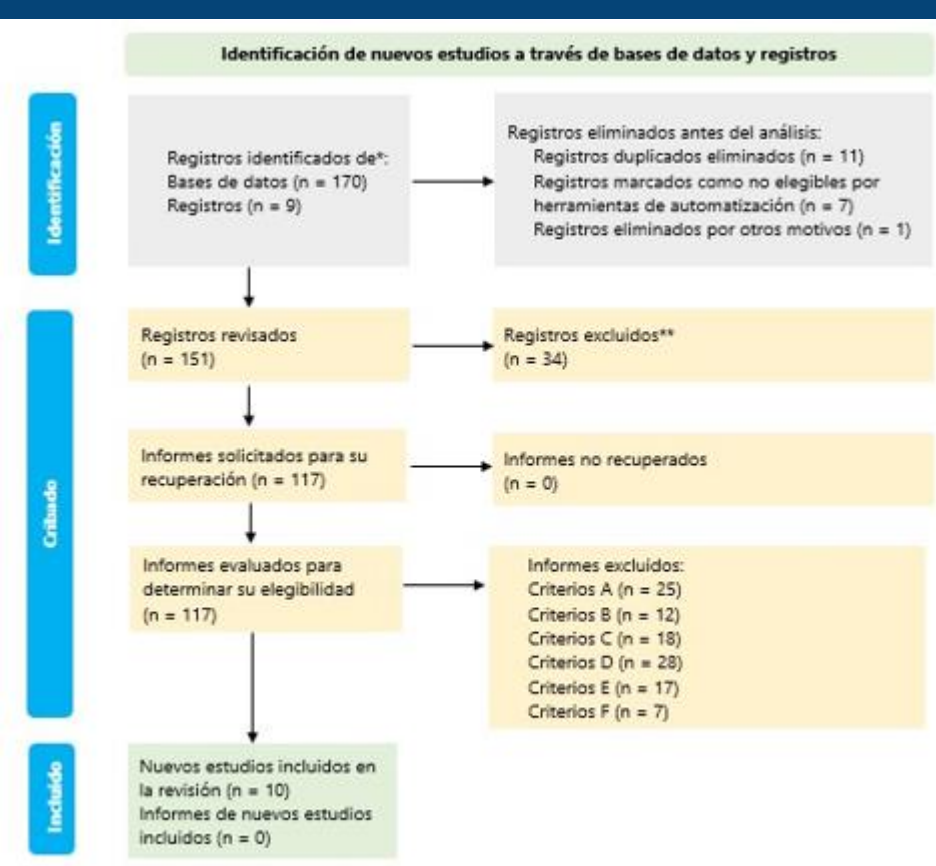 Identificación de nuevos estudios a través de bases de datos y registros
Identificación
Registros identificados de*:
Bases de datos (n = 170)
Registros (n = 9)
Registros eliminados antes del análisis:
Registros duplicados eliminados (n = 11)
Registros marcados como no elegibles por
herramientas de automatización (n = 7)
Registros eliminados por otros motivos (n = 1)
Cribado
Registros revisados
(n = 151)
Registros excluidos**
(n = 34)
Informes solicitados para su
recuperación (n = 117)
Informes no recuperados
(n = 0)
Informes evaluados para
determinar su elegibilidad
(n = 117)
Informes excluidos:
Criterios A (n = 25)
Criterios B (n = 12)
Criterios C (n = 18)
Criterios D (n = 28)
Criterios E (n = 17)
Criterios F (n = 7)
Incluido
Nuevos estudios incluidos en
la revisión (n = 10)
Informes de nuevos estudios
incluidos (n = 0)